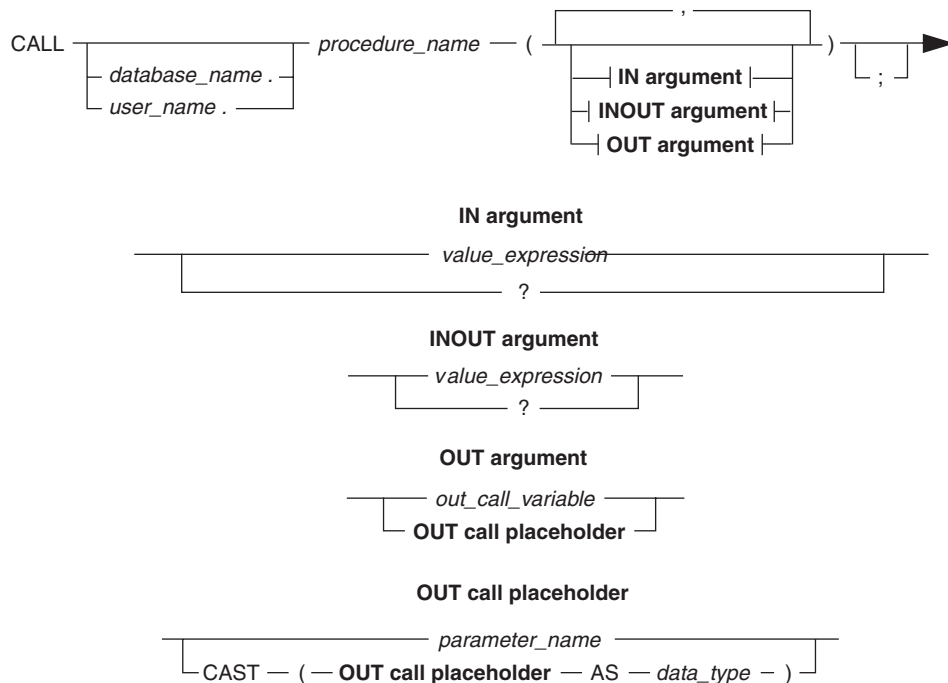 ,
CALL procedure_name ( )
database_name . IN argument ;
user_name . INOUT argument
OUT argument
IN argument
value_expression
?
INOUT argument
value_expression
?
OUT argument
out_call_variable
OUT call placeholder
OUT call placeholder
parameter_name
CAST ( OUT call placeholder AS data_type )